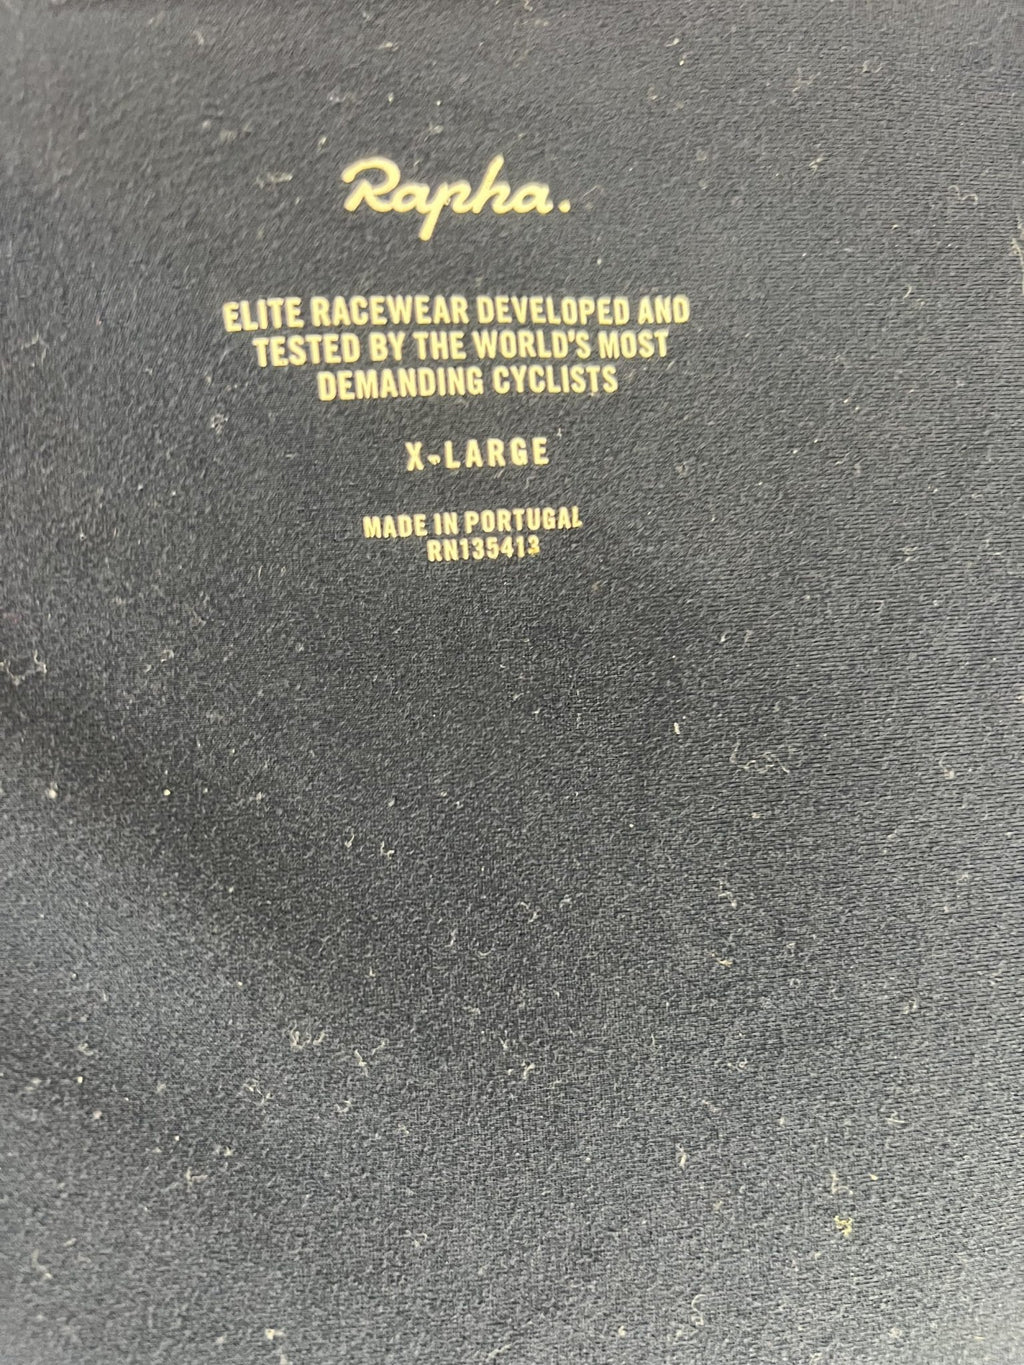 Rapha.
ELITE RACEWEAR DEVELOPED AND
TESTED BY THE WORLD'S MOST
DEMANDING CYCLISTS
X-LARGE
MADE IN PORTUGAL
RN135413